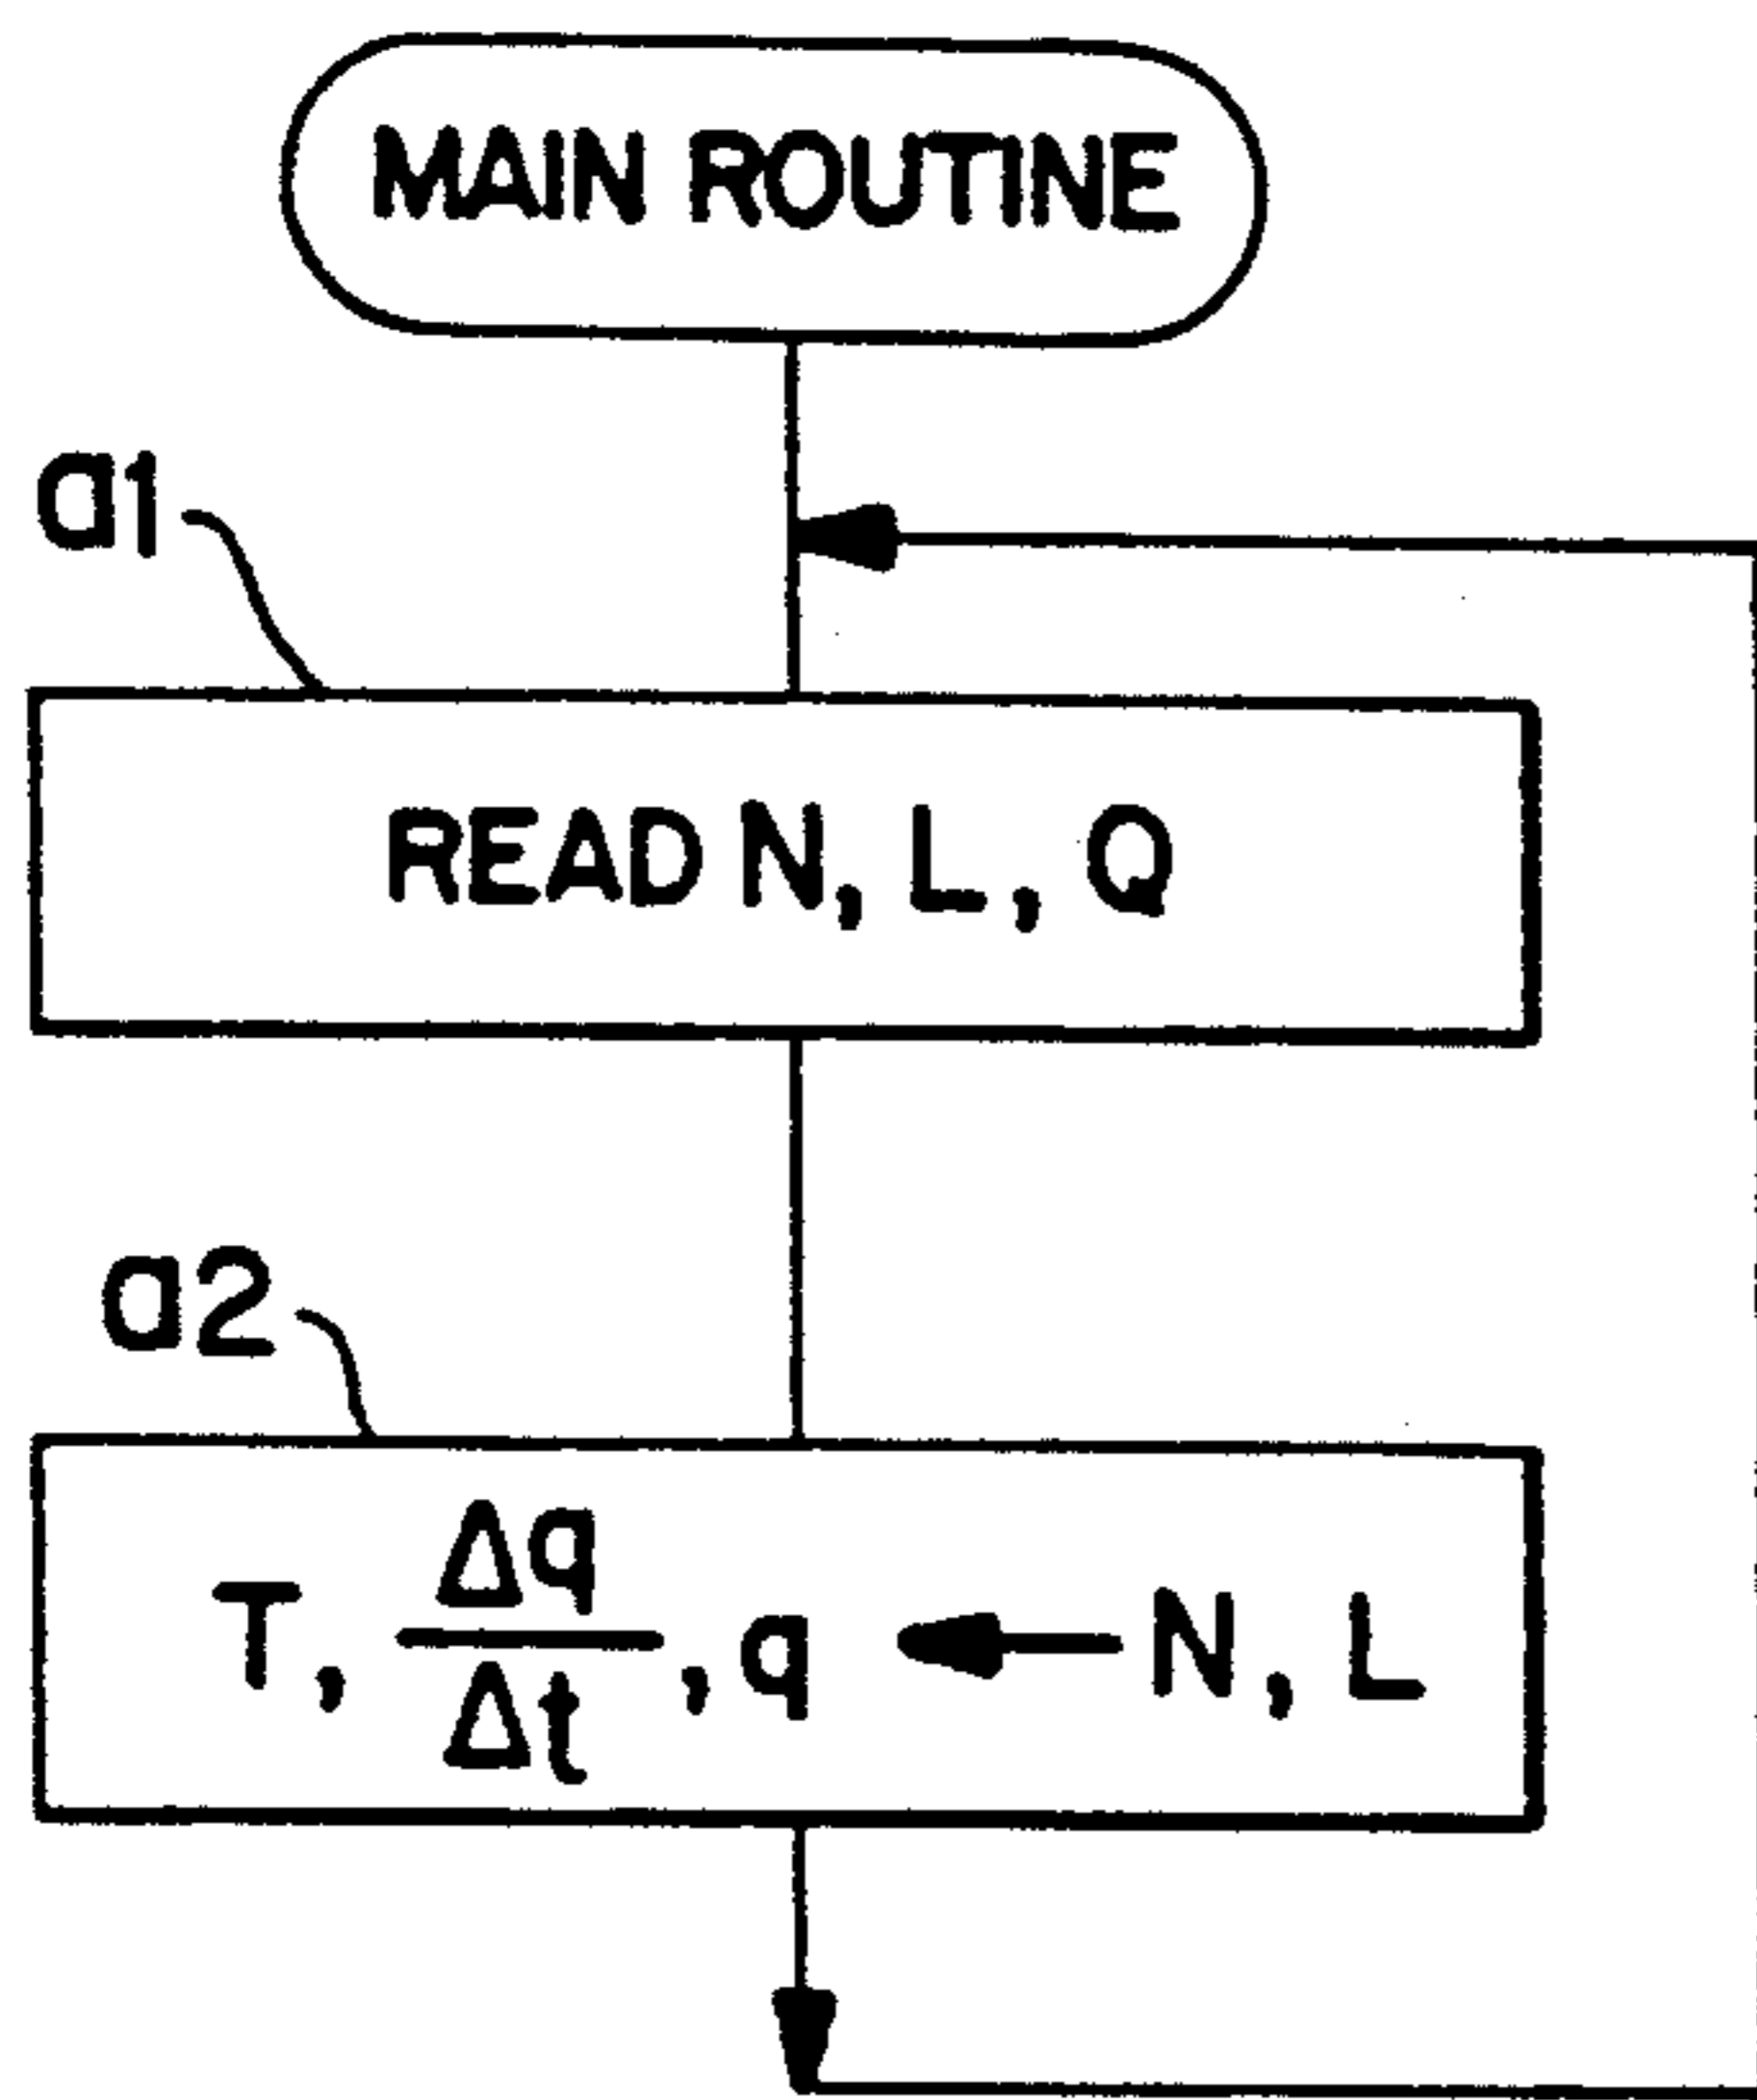 MAIN ROUTINE
a1
READ N, L, Q
a2
T, Δq/Δt, q ← N, L